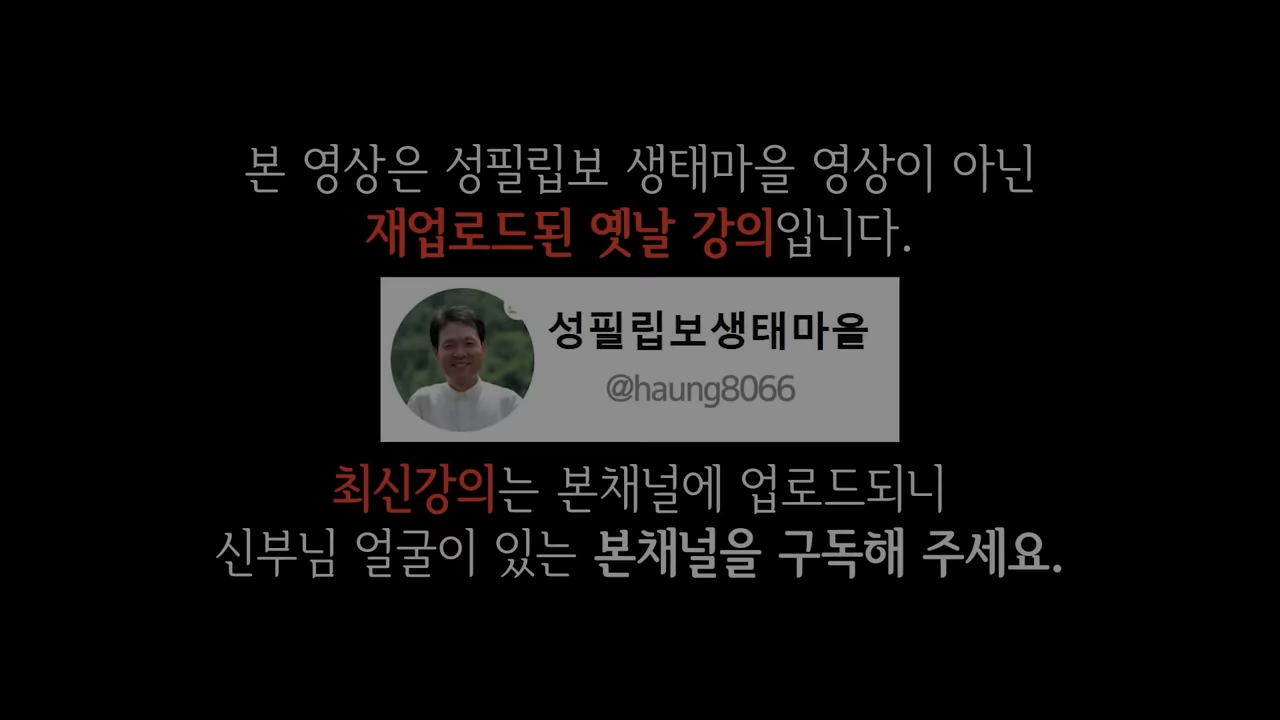 본 영상은 성필립보 생태마을 영상이 아닌
재업로드된 옛날 강의입니다.
성필립보생태마을
@haung8066
최신강의는 본채널에 업로드되니
신부님 얼굴이 있는 본채널을 구독해 주세요.